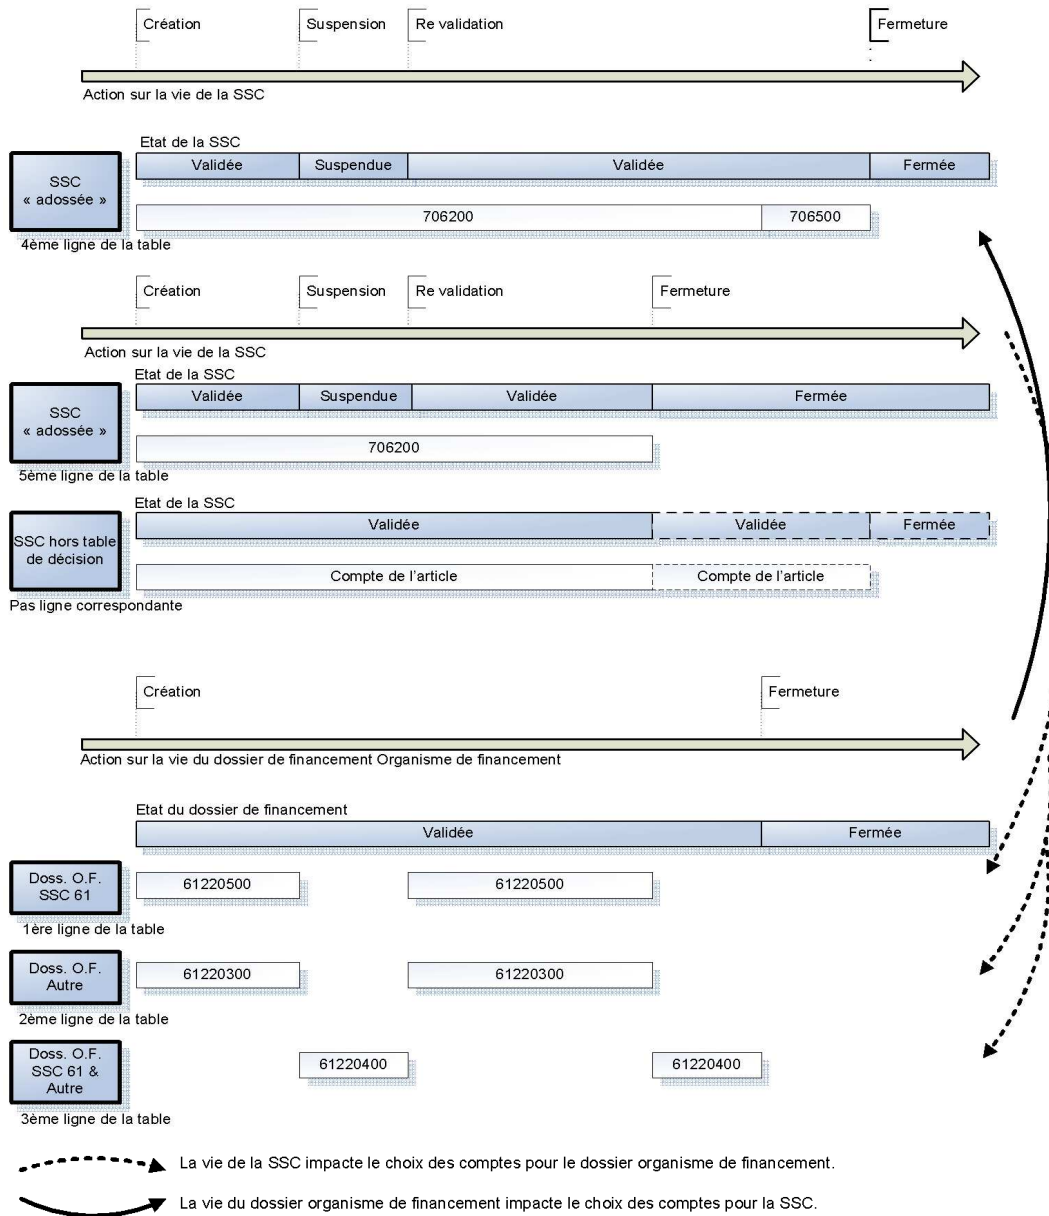 Création
Suspension
Re validation
Fermeture
Action sur la vie de la SSC
Etat de la SSC
SSC
« adossée »
Validée
Suspendue
Validée
Fermée
706200
706500
4ème ligne de la table
Création
Suspension
Re validation
Fermeture
Action sur la vie de la SSC
Etat de la SSC
SSC
« adossée »
Validée
Suspendue
Validée
Fermée
706200
5ème ligne de la table
Etat de la SSC
SSC hors table
de décision
Validée
Validée
Fermée
Compte de l'article
Compte de l'article
Pas ligne correspondante
Création
Fermeture
Action sur la vie du dossier de financement Organisme de financement
Etat du dossier de financement
Validée
Fermée
Doss. O.F.
SSC 61
61220500
61220500
1ère ligne de la table
Doss. O.F.
Autre
61220300
61220300
2ème ligne de la table
Doss. O.F.
SSC 61 &
Autre
61220400
61220400
3ème ligne de la table
La vie de la SSC impacte le choix des comptes pour le dossier organisme de financement.
La vie du dossier organisme de financement impacte le choix des comptes pour la SSC.